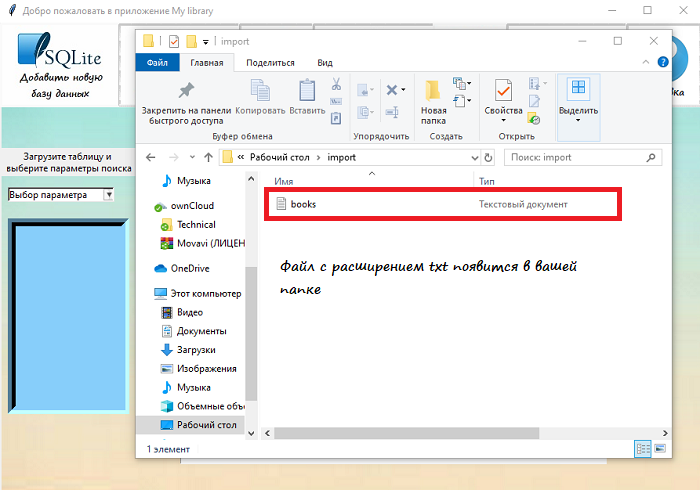 Добро пожаловать в приложение My library
SQLite
Добавить новую
базу данных
Загрузите таблицу и
выберите параметры поиска
Выбор параметра
import
Файл
Главная
Поделиться
Вид
Закрепить на панели
быстрого доступа
Копировать
Вставить
Буфер обмена
Упорядочить
Новая
папка
Создать
Свойства
Открыть
Выделить
« Рабочий стол › import
Поиск: import
Музыка
ownCloud
Technical
Movavi (ЛИЦЕН
OneDrive
Этот компьютер
Видео
Документы
Загрузки
Изображения
Музыка
Объемные объе
Рабочий стол
Имя
Тип
books
Текстовый документ
Файл с расширением txt появится в вашей
папке
1 элемент